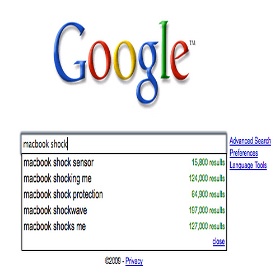 Google™
macbook shock
Advanced Search
Preferences
Language Tools
macbook shock sensor 15,800 results
macbook shocking me 124,000 results
macbook shock protection 64,900 results
macbook shockwave 167,000 results
macbook shocks me 127,000 results
close
©2009 - Privacy